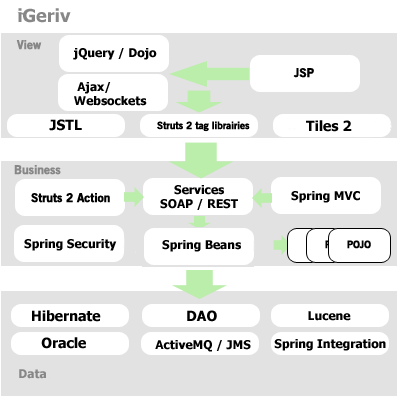 iGeriv
View
jQuery / Dojo
JSP
Ajax/
Websockets
JSTL
Struts 2 tag librairies
Tiles 2
Business
Struts 2 Action
Services
SOAP / REST
Spring MVC
Spring Security
Spring Beans
POJO
Hibernate
DAO
Lucene
Oracle
ActiveMQ / JMS
Spring Integration
Data